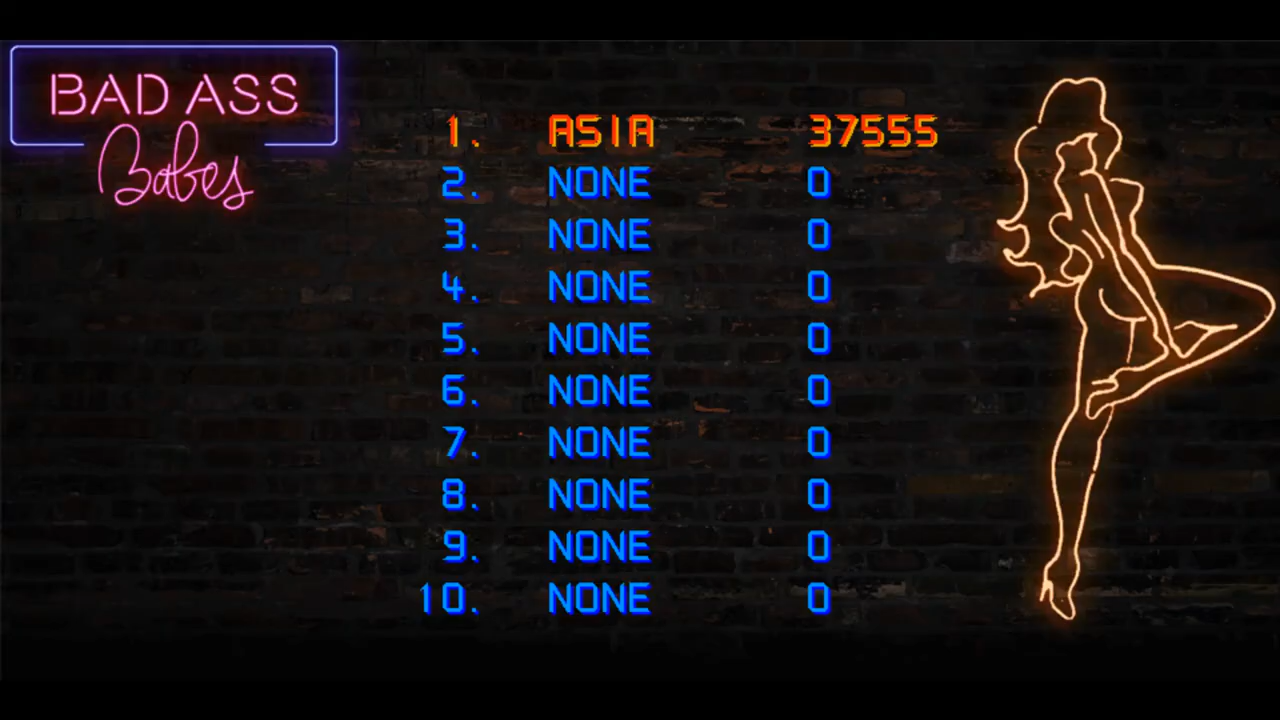 BAD ASS
Babes
1. ASIA 37555
2. NONE 0
3. NONE 0
4. NONE 0
5. NONE 0
6. NONE 0
7. NONE 0
8. NONE 0
9. NONE 0
10. NONE 0